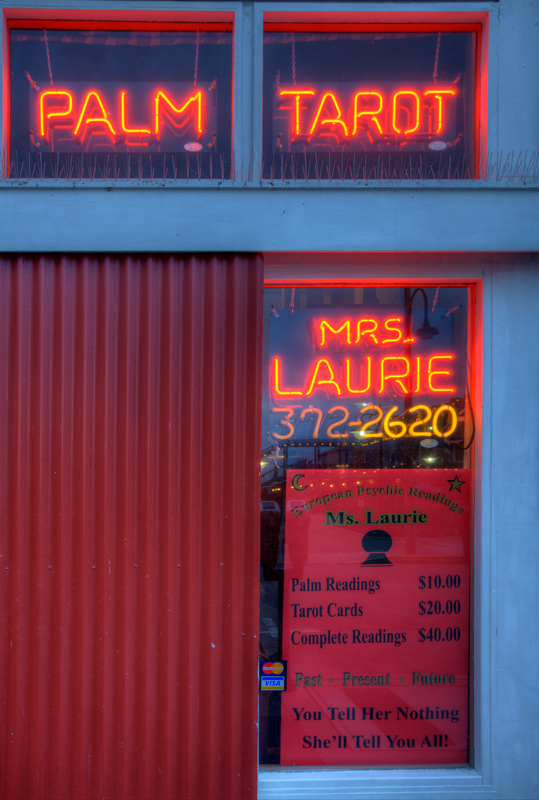 PALM TAROT
MRS.
LAURIE
372-2620
European Psychic Readings
Ms. Laurie
Palm Readings $10.00
Tarot Cards $20.00
Complete Readings $40.00
MasterCard
VISA
Past • Present • Future
You Tell Her Nothing
She'll Tell You All!